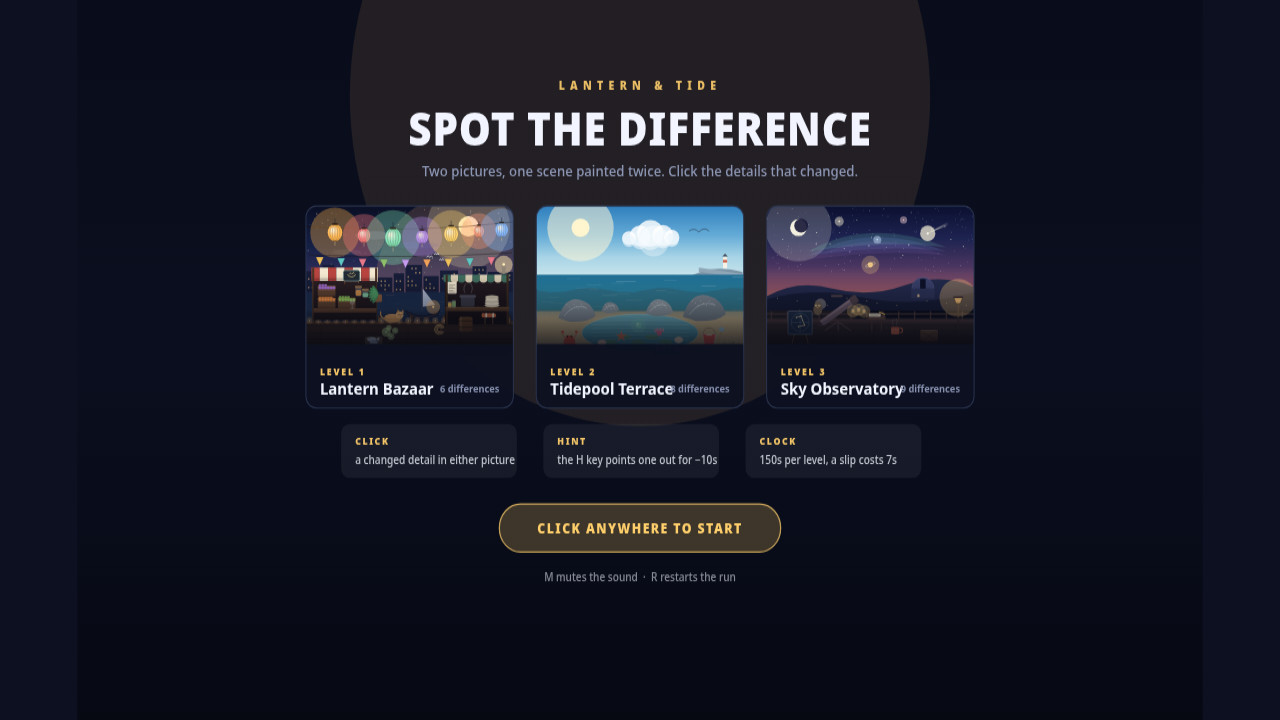 LANTERN & TIDE
SPOT THE DIFFERENCE
Two pictures, one scene painted twice. Click the details that changed.
LEVEL 1
Lantern Bazaar 6 differences
LEVEL 2
Tidepool Terrace 8 differences
LEVEL 3
Sky Observatory 9 differences
CLICK
a changed detail in either picture
HINT
the H key points one out for −10s
CLOCK
150s per level, a slip costs 7s
CLICK ANYWHERE TO START
M mutes the sound · R restarts the run